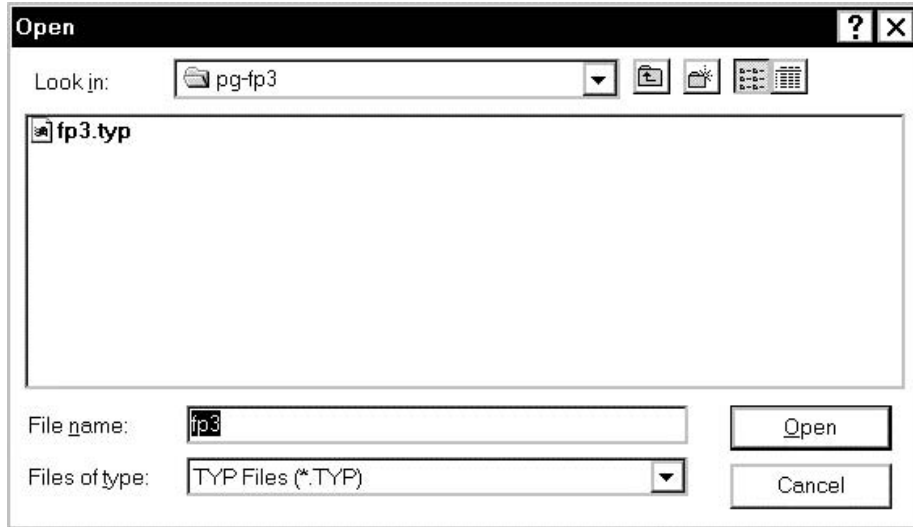 Open
Look in: pg-fp3
fp3.typ
File name: fp3 Open
Files of type: TYP Files (*.TYP) Cancel